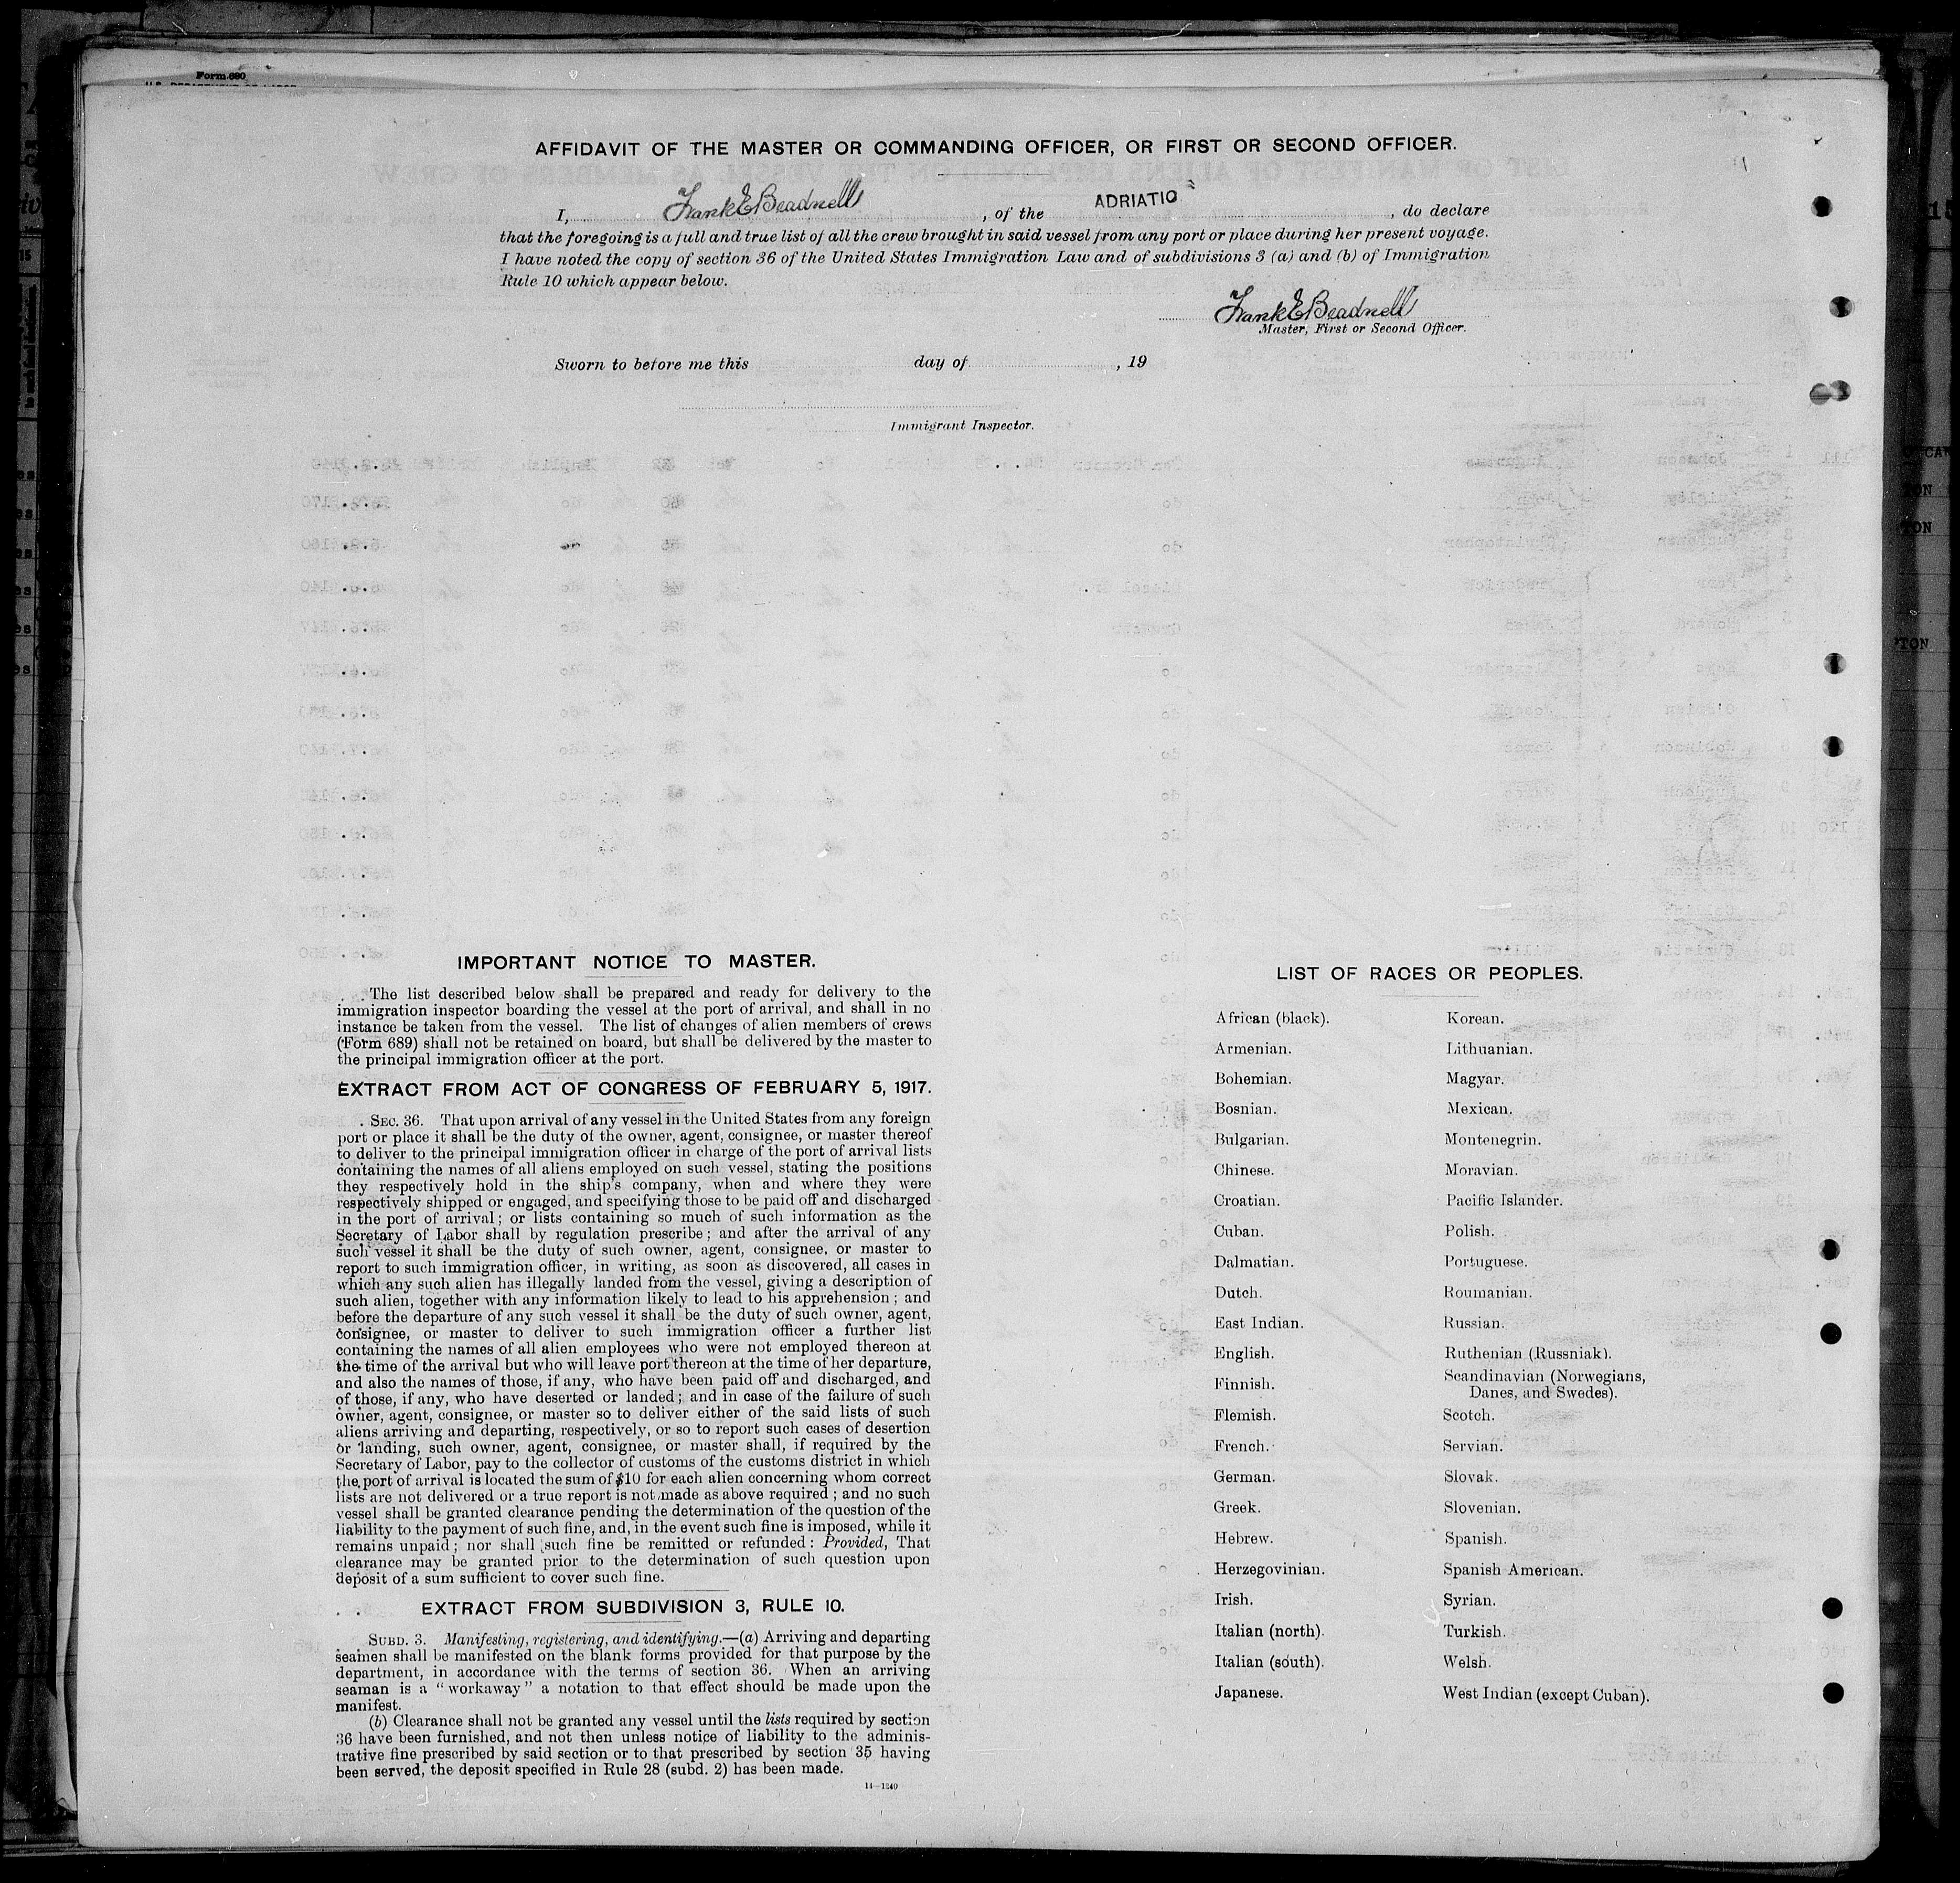 Form 680
AFFIDAVIT OF THE MASTER OR COMMANDING OFFICER, OR FIRST OR SECOND OFFICER.
I, Frank E Beadnell, of the ADRIATIC, do declare
that the foregoing is a full and true list of all the crew brought in said vessel from any port or place during her present voyage.
I have noted the copy of section 36 of the United States Immigration Law and of subdivisions 3 (a) and (b) of Immigration
Rule 10 which appear below.
Frank E Beadnell
Master, First or Second Officer.
Sworn to before me this day of , 19
Immigrant Inspector.
IMPORTANT NOTICE TO MASTER.
The list described below shall be prepared and ready for delivery to the
immigration inspector boarding the vessel at the port of arrival, and shall in no
instance be taken from the vessel. The list of changes of alien members of crews
(Form 689) shall not be retained on board, but shall be delivered by the master to
the principal immigration officer at the port.
EXTRACT FROM ACT OF CONGRESS OF FEBRUARY 5, 1917.
SEC. 36. That upon arrival of any vessel in the United States from any foreign
port or place it shall be the duty of the owner, agent, consignee, or master thereof
to deliver to the principal immigration officer in charge of the port of arrival lists
containing the names of all aliens employed on such vessel, stating the positions
they respectively hold in the ship's company, when and where they were
respectively shipped or engaged, and specifying those to be paid off and discharged
in the port of arrival; or lists containing so much of such information as the
Secretary of Labor shall by regulation prescribe; and after the arrival of any
such vessel it shall be the duty of such owner, agent, consignee, or master to
report to such immigration officer, in writing, as soon as discovered, all cases in
which any such alien has illegally landed from the vessel, giving a description of
such alien, together with any information likely to lead to his apprehension; and
before the departure of any such vessel it shall be the duty of such owner, agent,
consignee, or master to deliver to such immigration officer a further list
containing the names of all alien employees who were not employed thereon at
the time of the arrival but who will leave port thereon at the time of her departure,
and also the names of those, if any, who have been paid off and discharged, and
of those, if any, who have deserted or landed; and in case of the failure of such
owner, agent, consignee, or master so to deliver either of the said lists of such
aliens arriving and departing, respectively, or so to report such cases of desertion
or landing, such owner, agent, consignee, or master shall, if required by the
Secretary of Labor, pay to the collector of customs of the customs district in which
the port of arrival is located the sum of $10 for each alien concerning whom correct
lists are not delivered or a true report is not made as above required; and no such
vessel shall be granted clearance pending the determination of the question of the
liability to the payment of such fine, and, in the event such fine is imposed, while it
remains unpaid; nor shall such fine be remitted or refunded: Provided, That
clearance may be granted prior to the determination of such question upon
deposit of a sum sufficient to cover such fine.
EXTRACT FROM SUBDIVISION 3, RULE 10.
SUBD. 3. Manifesting, registering, and identifying.—(a) Arriving and departing
seamen shall be manifested on the blank forms provided for that purpose by the
department, in accordance with the terms of section 36. When an arriving
seaman is a "workaway" a notation to that effect should be made upon the
manifest.
(b) Clearance shall not be granted any vessel until the lists required by section
36 have been furnished, and not then unless notice of liability to the adminis-
trative fine prescribed by said section or to that prescribed by section 35 having
been served, the deposit specified in Rule 28 (subd. 2) has been made.
14—1240
LIST OF RACES OR PEOPLES.
African (black). Korean.
Armenian. Lithuanian.
Bohemian. Magyar.
Bosnian. Mexican.
Bulgarian. Montenegrin.
Chinese. Moravian.
Croatian. Pacific Islander.
Cuban. Polish.
Dalmatian. Portuguese.
Dutch. Roumanian.
East Indian. Russian.
English. Ruthenian (Russniak).
Finnish. Scandinavian (Norwegians,
Danes, and Swedes).
Flemish. Scotch.
French. Servian.
German. Slovak.
Greek. Slovenian.
Hebrew. Spanish.
Herzegovinian. Spanish American.
Irish. Syrian.
Italian (north). Turkish.
Italian (south). Welsh.
Japanese. West Indian (except Cuban).